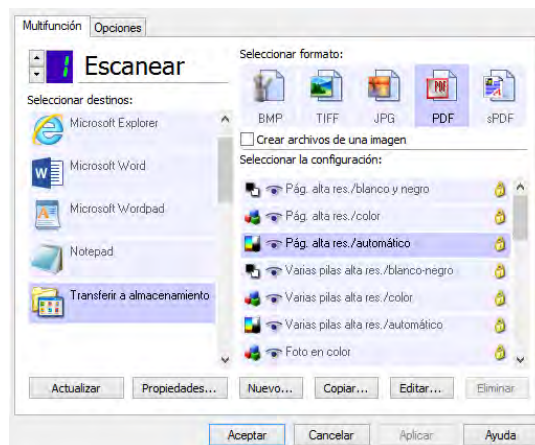 Multifunción
Opciones
1
Escanear
Seleccionar destinos:
Microsoft Explorer
Microsoft Word
Microsoft Wordpad
Notepad
Transferir a almacenamiento
Actualizar
Propiedades...
Seleccionar formato:
BMP
TIFF
JPG
PDF
sPDF
Crear archivos de una imagen
Seleccionar la configuración:
Pág. alta res./blanco y negro
Pág. alta res./color
Pág. alta res./automático
Varias pilas alta res./blanco-negro
Varias pilas alta res./color
Varias pilas alta res./automático
Foto en color
Nuevo...
Copiar...
Editar...
Eliminar
Aceptar
Cancelar
Aplicar
Ayuda